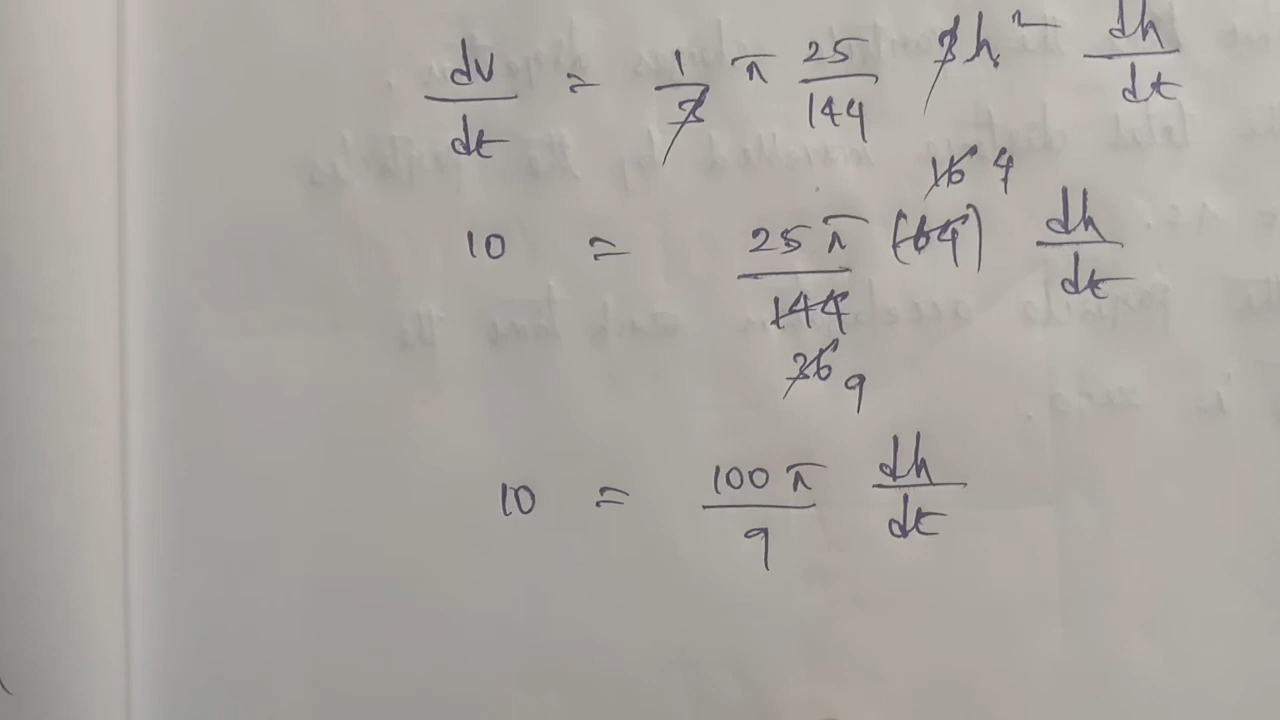 dv/dt = 1/3 π 25/144 3h² dh/dt
10 = 25π/144 (64) dh/dt
16 4
36 9
10 = 100π/9 dh/dt